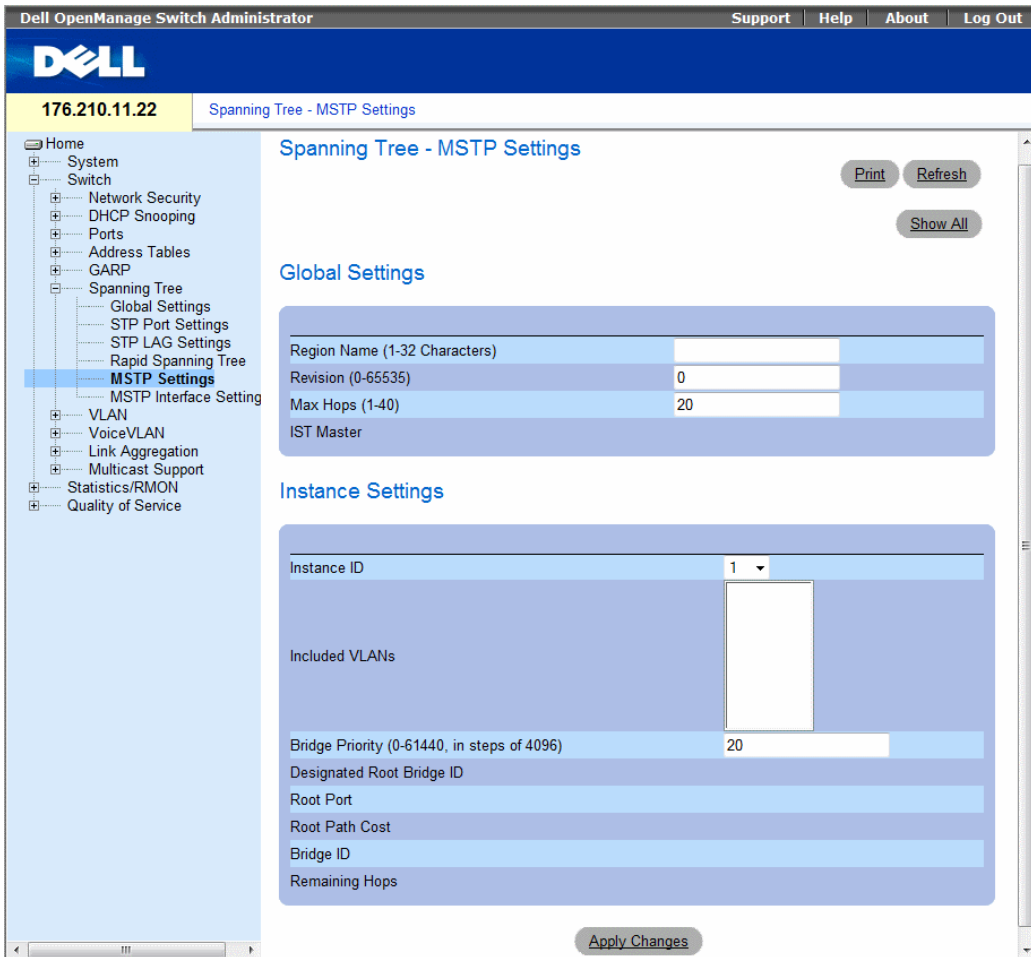 Dell OpenManage Switch Administrator
Support | Help | About | Log Out
DELL
176.210.11.22
Spanning Tree - MSTP Settings
Home
System
Switch
Network Security
DHCP Snooping
Ports
Address Tables
GARP
Spanning Tree
Global Settings
STP Port Settings
STP LAG Settings
Rapid Spanning Tree
MSTP Settings
MSTP Interface Setting
VLAN
VoiceVLAN
Link Aggregation
Multicast Support
Statistics/RMON
Quality of Service
Spanning Tree - MSTP Settings
Print
Refresh
Show All
Global Settings
Region Name (1-32 Characters)
Revision (0-65535) 0
Max Hops (1-40) 20
IST Master
Instance Settings
Instance ID 1
Included VLANs
Bridge Priority (0-61440, in steps of 4096) 20
Designated Root Bridge ID
Root Port
Root Path Cost
Bridge ID
Remaining Hops
Apply Changes